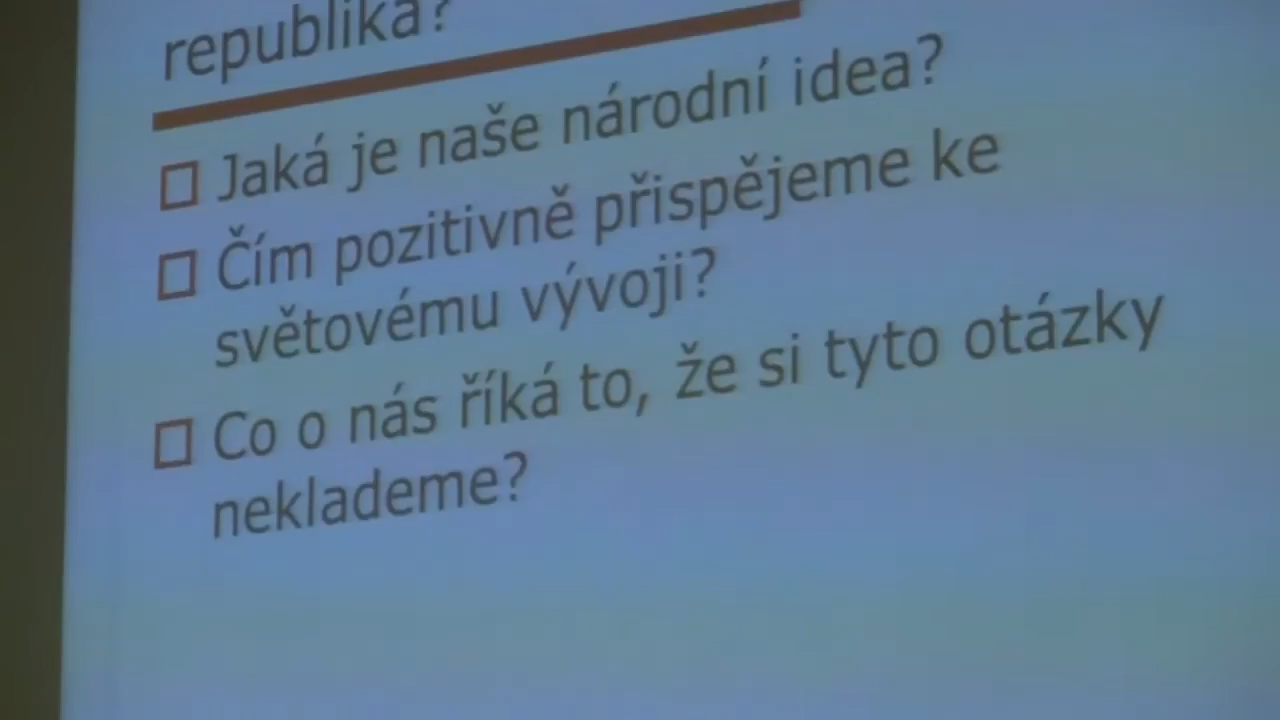 republika?
Jaká je naše národní idea?
Čím pozitivně přispějeme ke
světovému vývoji?
Co o nás říká to, že si tyto otázky
neklademe?